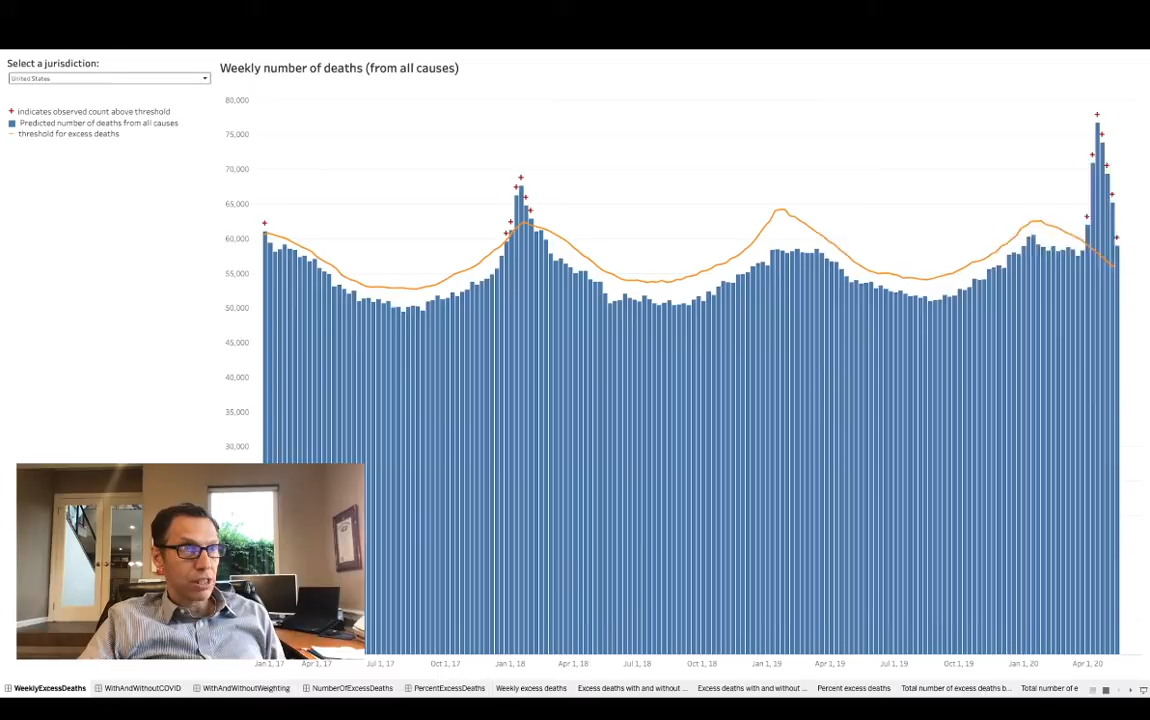 Select a jurisdiction:
United States
+ indicates observed count above threshold
Predicted number of deaths from all causes
threshold for excess deaths
Weekly number of deaths (from all causes)
80,000
75,000
70,000
65,000
60,000
55,000
50,000
45,000
40,000
35,000
30,000
Jan 1, 17 Apr 1, 17 Jul 1, 17 Oct 1, 17 Jan 1, 18 Apr 1, 18 Jul 1, 18 Oct 1, 18 Jan 1, 19 Apr 1, 19 Jul 1, 19 Oct 1, 19 Jan 1, 20 Apr 1, 20
WeeklyExcessDeaths WithAndWithoutCOVID WithAndWithoutWeighting NumberOfExcessDeaths PercentExcessDeaths Weekly excess deaths Excess deaths with and without ... Excess deaths with and without ... Percent excess deaths Total number of excess deaths b... Total number of e